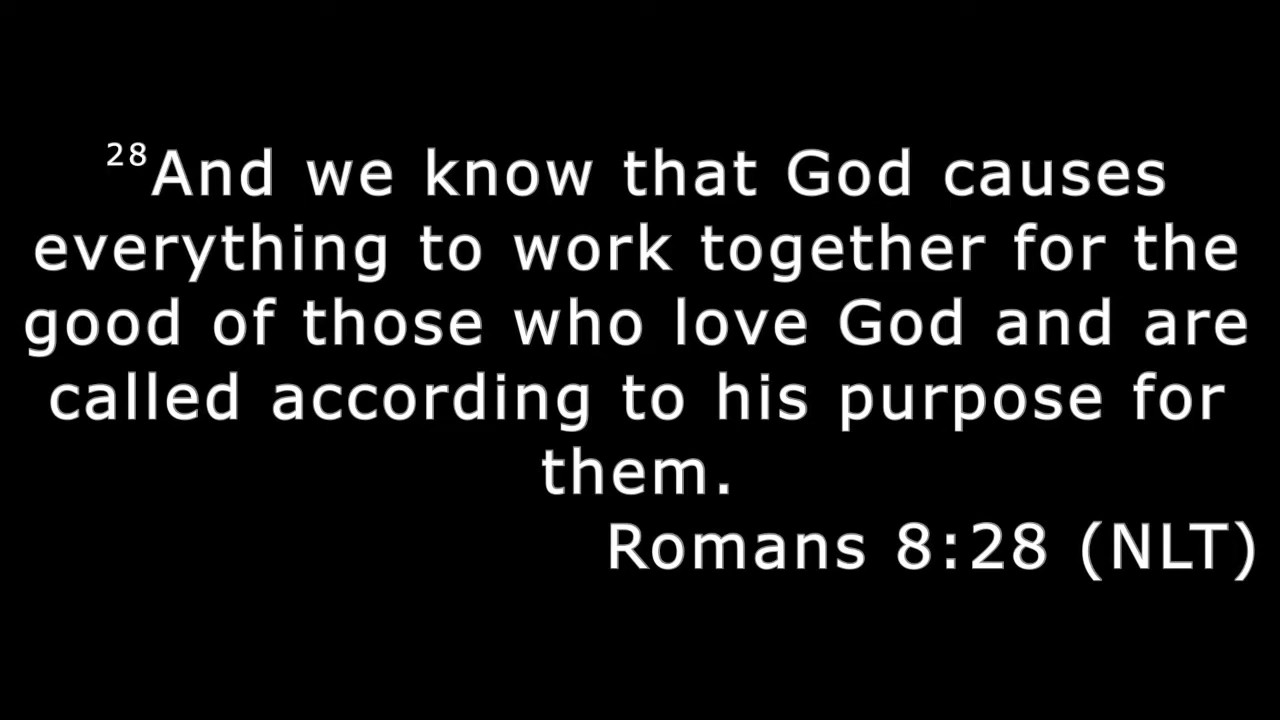 28And we know that God causes
everything to work together for the
good of those who love God and are
called according to his purpose for
them.
Romans 8:28 (NLT)